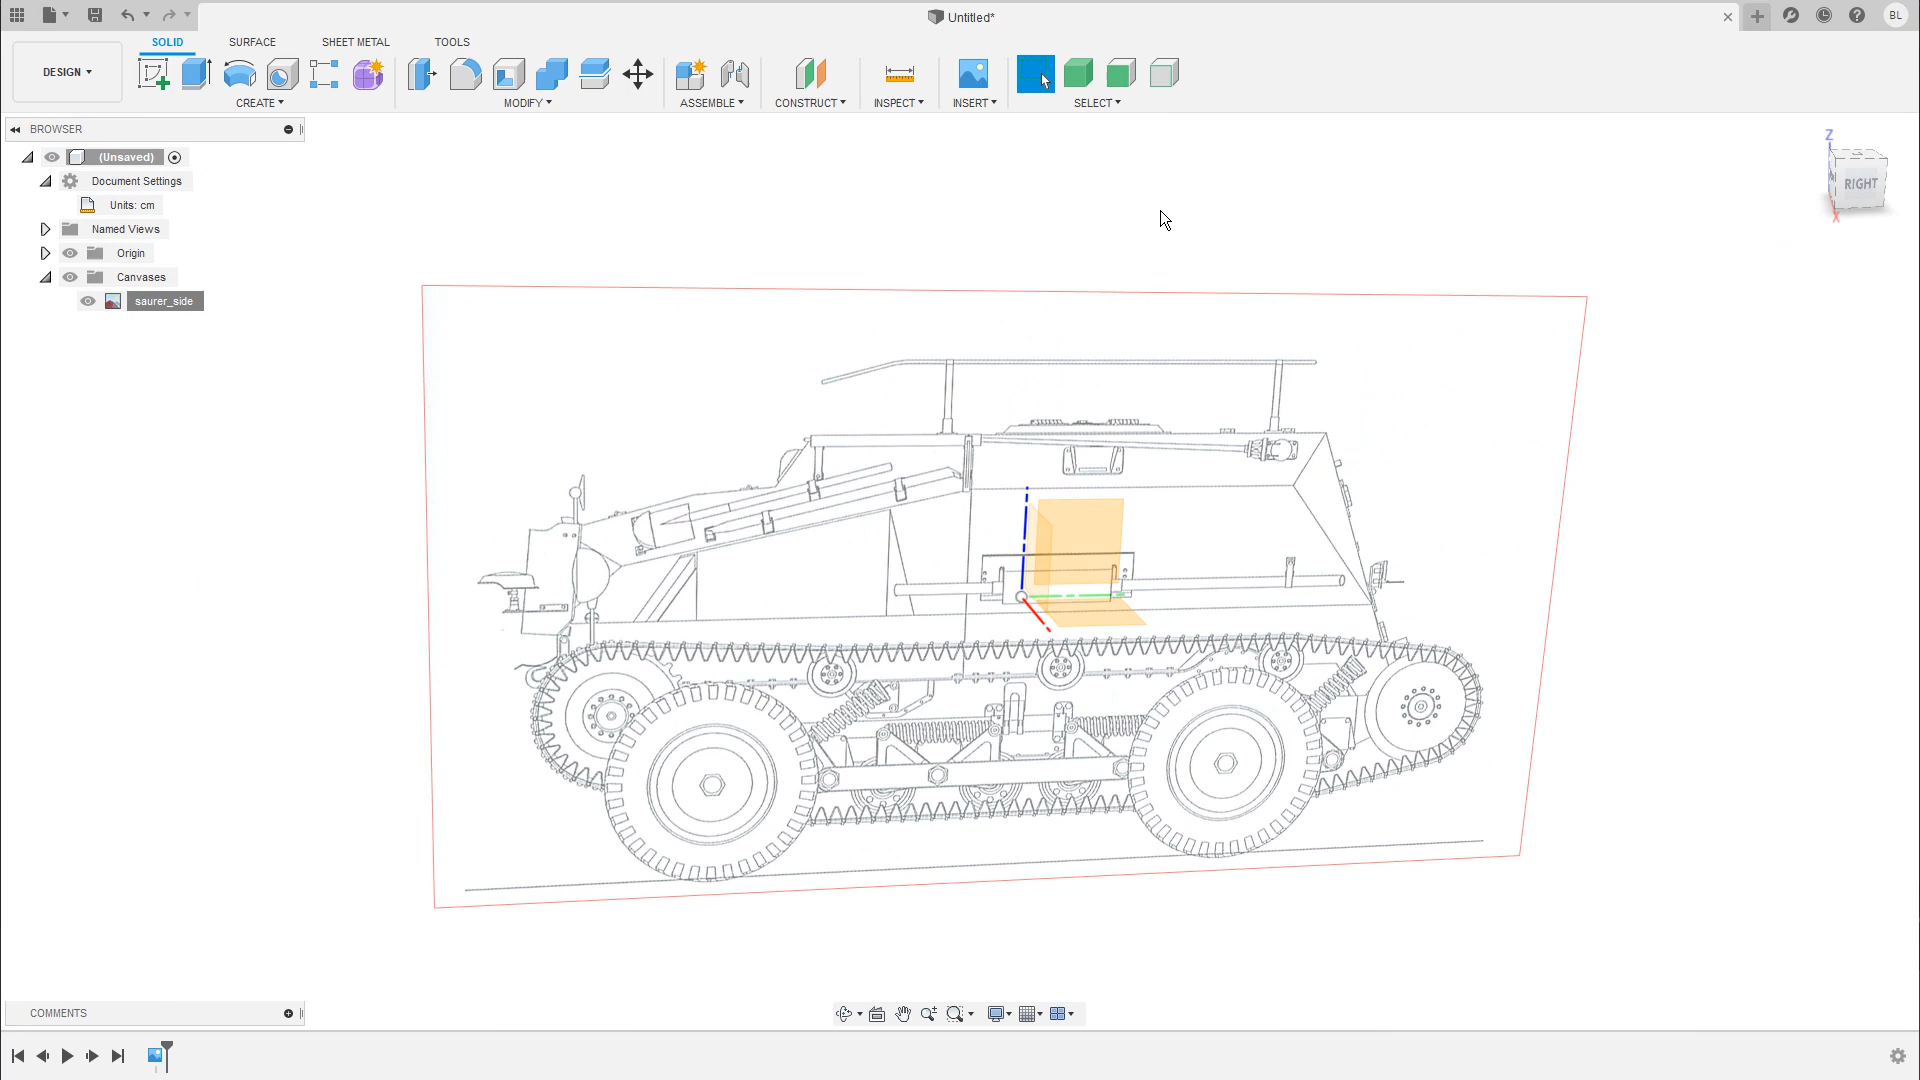 Untitled*
BL
DESIGN
SOLID
SURFACE
SHEET METAL
TOOLS
CREATE
MODIFY
ASSEMBLE
CONSTRUCT
INSPECT
INSERT
SELECT
BROWSER
(Unsaved)
Document Settings
Units: cm
Named Views
Origin
Canvases
saurer_side
Z
RIGHT
X
COMMENTS